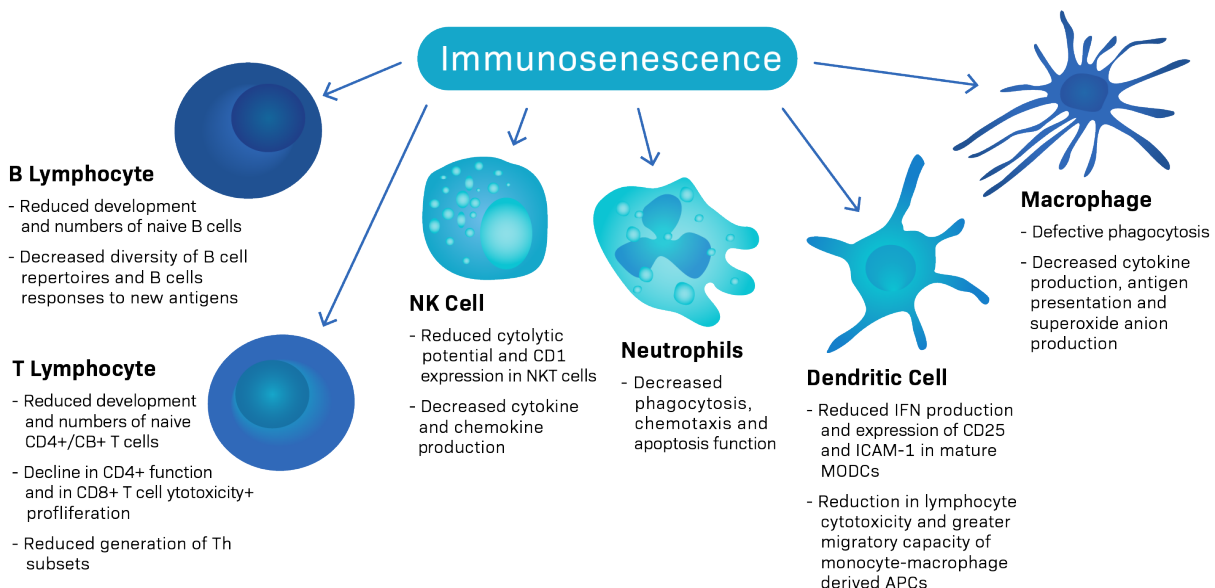 Immunosenescence
B Lymphocyte
- Reduced development
and numbers of naive B cells
- Decreased diversity of B cell
repertoires and B cells
responses to new antigens
T Lymphocyte
- Reduced development
and numbers of naive
CD4+/CB+ T cells
- Decline in CD4+ function
and in CD8+ T cell ytotoxicity+
profliferation
- Reduced generation of Th
subsets
NK Cell
- Reduced cytolytic
potential and CD1
expression in NKT cells
- Decreased cytokine
and chemokine
production
Neutrophils
- Decreased
phagocytosis,
chemotaxis and
apoptosis function
Dendritic Cell
- Reduced IFN production
and expression of CD25
and ICAM-1 in mature
MODCs
- Reduction in lymphocyte
cytotoxicity and greater
migratory capacity of
monocyte-macrophage
derived APCs
Macrophage
- Defective phagocytosis
- Decreased cytokine
production, antigen
presentation and
superoxide anion
production